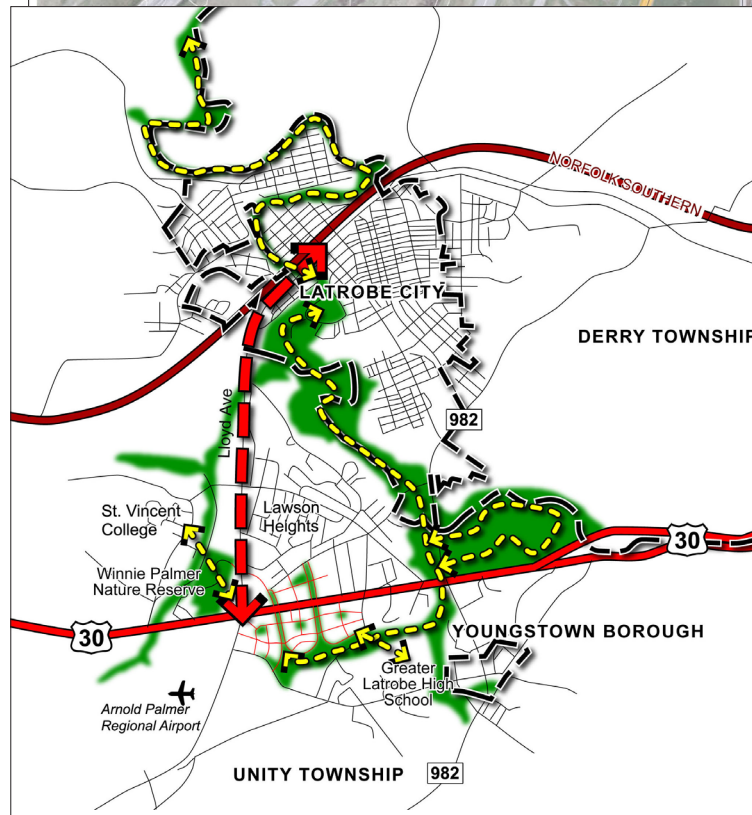 NORFOLK SOUTHERN
LATROBE CITY
DERRY TOWNSHIP
982
Lloyd Ave
St. Vincent
College
Lawson
Heights
30
Winnie Palmer
Nature Reserve
30
YOUNGSTOWN BOROUGH
Greater
Latrobe High
School
Arnold Palmer
Regional Airport
UNITY TOWNSHIP
982